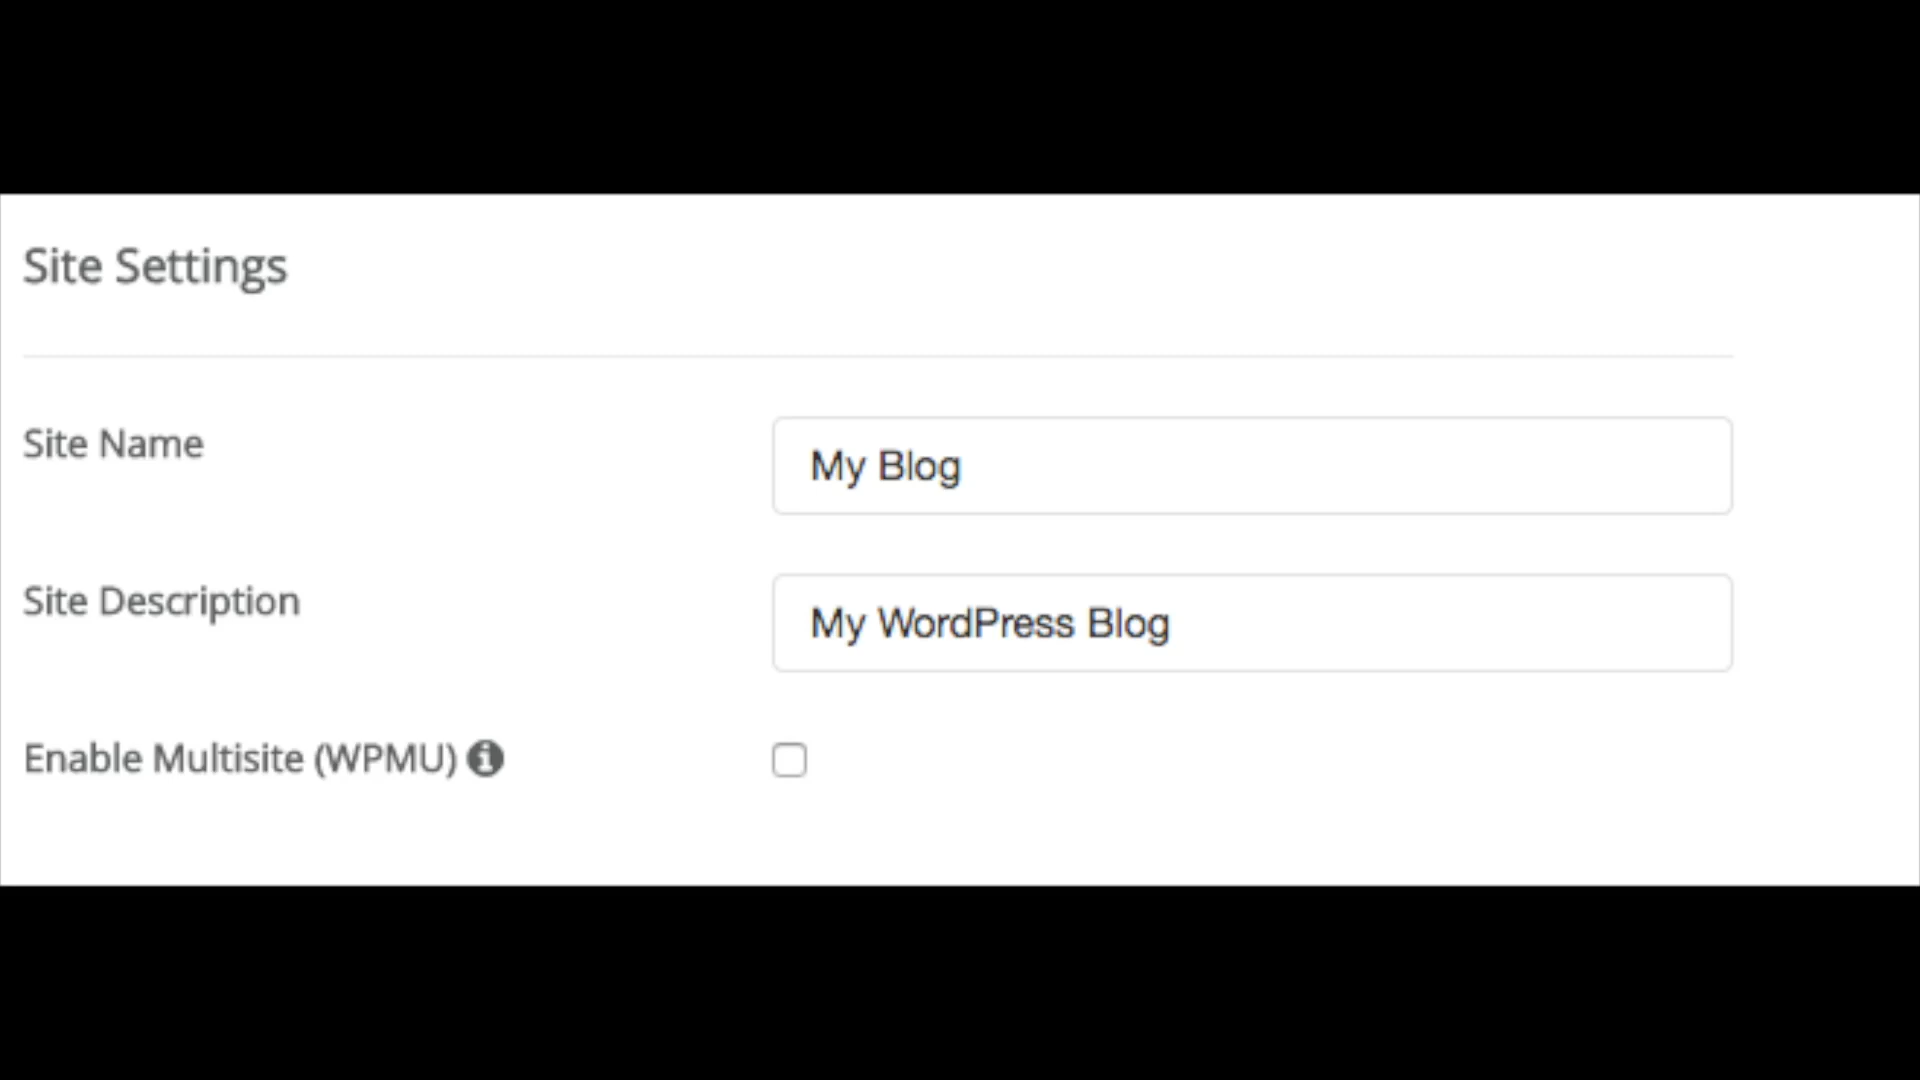 Site Settings
Site Name
My Blog
Site Description
My WordPress Blog
Enable Multisite (WPMU)